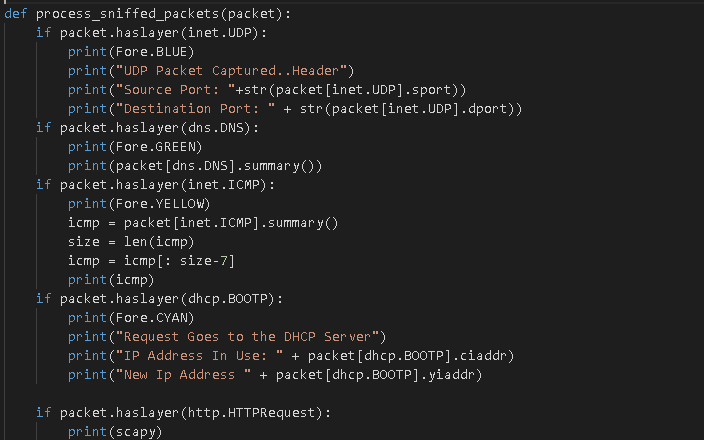 def process_sniffed_packets(packet):
    if packet.haslayer(inet.UDP):
        print(Fore.BLUE)
        print("UDP Packet Captured..Header")
        print("Source Port: "+str(packet[inet.UDP].sport))
        print("Destination Port: " + str(packet[inet.UDP].dport))
    if packet.haslayer(dns.DNS):
        print(Fore.GREEN)
        print(packet[dns.DNS].summary())
    if packet.haslayer(inet.ICMP):
        print(Fore.YELLOW)
        icmp = packet[inet.ICMP].summary()
        size = len(icmp)
        icmp = icmp[: size-7]
        print(icmp)
    if packet.haslayer(dhcp.BOOTP):
        print(Fore.CYAN)
        print("Request Goes to the DHCP Server")
        print("IP Address In Use: " + packet[dhcp.BOOTP].ciaddr)
        print("New Ip Address " + packet[dhcp.BOOTP].yiaddr)
    if packet.haslayer(http.HTTPRequest):
        print(scapy)